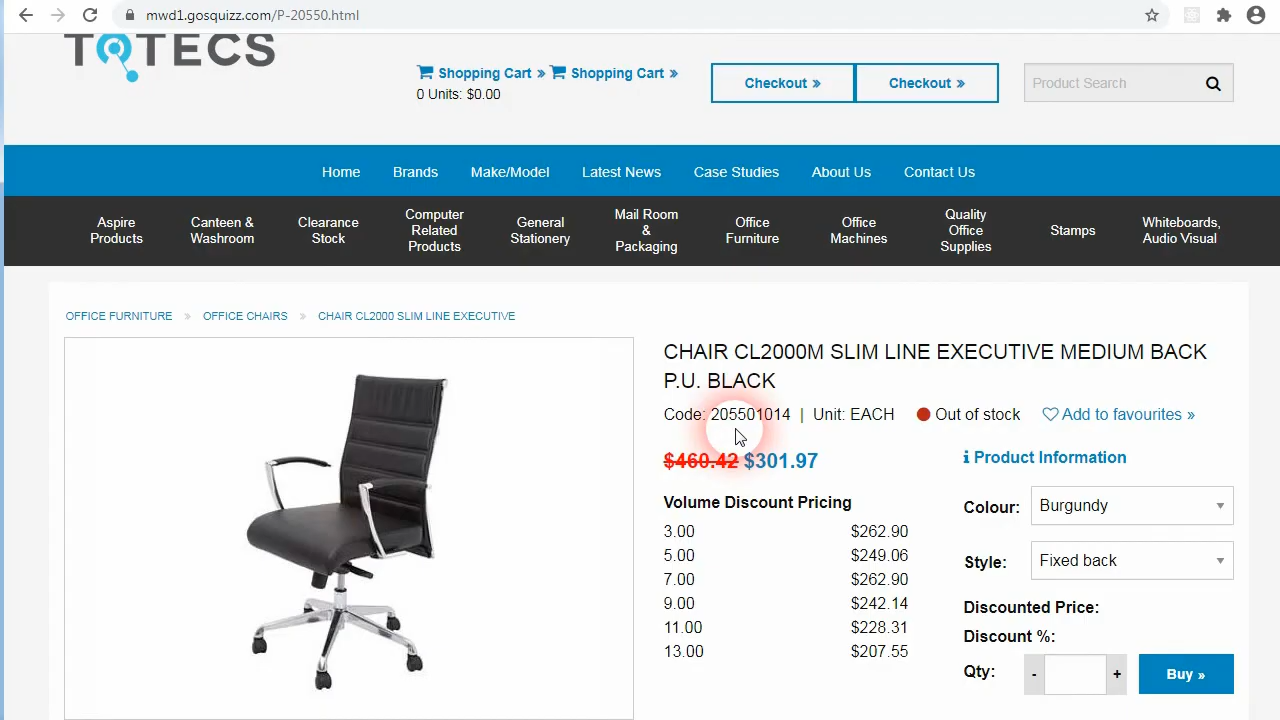 mwd1.gosquizz.com/P-20550.html
TOTECS
Shopping Cart » Shopping Cart »
0 Units: $0.00
Checkout » Checkout »
Product Search
Home Brands Make/Model Latest News Case Studies About Us Contact Us
Aspire Products
Canteen & Washroom
Clearance Stock
Computer Related Products
General Stationery
Mail Room & Packaging
Office Furniture
Office Machines
Quality Office Supplies
Stamps
Whiteboards, Audio Visual
OFFICE FURNITURE » OFFICE CHAIRS » CHAIR CL2000 SLIM LINE EXECUTIVE
CHAIR CL2000M SLIM LINE EXECUTIVE MEDIUM BACK
P.U. BLACK
Code: 205501014 | Unit: EACH Out of stock Add to favourites »
$460.42 $301.97
Volume Discount Pricing
3.00 $262.90
5.00 $249.06
7.00 $262.90
9.00 $242.14
11.00 $228.31
13.00 $207.55
Product Information
Colour: Burgundy
Style: Fixed back
Discounted Price:
Discount %:
Qty: - + Buy »